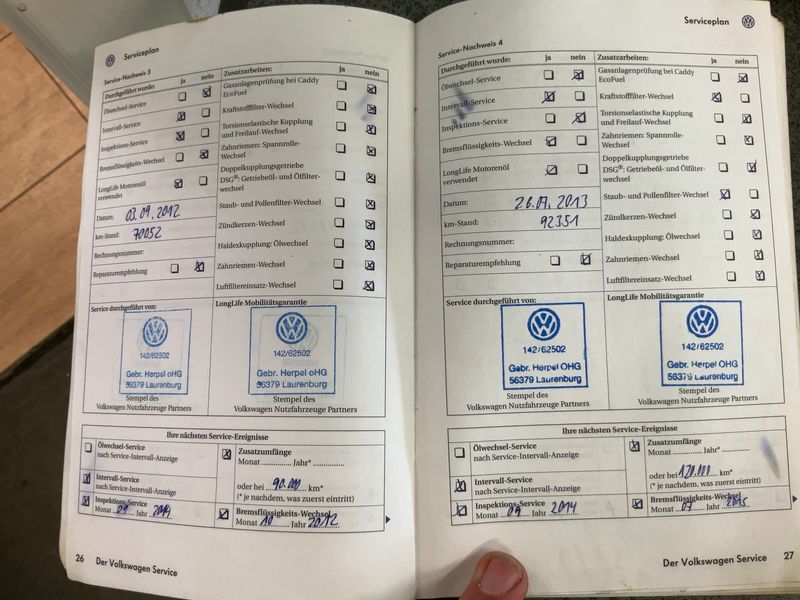 Serviceplan
Service-Nachweis 3
Durchgeführt wurde: ja nein
Ölwechsel-Service
Intervall-Service
Inspektions-Service
Bremsflüssigkeits-Wechsel
LongLife Motorenöl
verwendet
Datum: 03.09.2012
km-Stand: 70052
Rechnungsnummer:
Reparaturempfehlung
Zusatzarbeiten: ja nein
Gasanlagenprüfung bei Caddy
EcoFuel
Kraftstofffilter-Wechsel
Torsionselastische Kupplung
und Freilauf-Wechsel
Zahnriemen: Spannrolle-
Wechsel
Doppelkupplungsgetriebe
DSG®: Getriebeöl- und Ölfilter-
wechsel
Staub- und Pollenfilter-Wechsel
Zündkerzen-Wechsel
Haldexkupplung: Ölwechsel
Zahnriemen-Wechsel
Luftfiltereinsatz-Wechsel
Service durchgeführt von:
142/62502
Gebr. Herpel oHG
56379 Laurenburg
Stempel des
Volkswagen Nutzfahrzeuge Partners
LongLife Mobilitätsgarantie
142/62502
Gebr. Herpel oHG
56379 Laurenburg
Stempel des
Volkswagen Nutzfahrzeuge Partners
Ihre nächsten Service-Ereignisse
Ölwechsel-Service
nach Service-Intervall-Anzeige
Intervall-Service
nach Service-Intervall-Anzeige
Inspektions-Service
Monat 09 Jahr 2014
Zusatzumfänge
Monat .............. Jahr* ..............
oder bei 90.000 km*
(* je nachdem, was zuerst eintritt)
Bremsflüssigkeits-Wechsel
Monat 10 Jahr 2012
26 Der Volkswagen Service
Serviceplan
Service-Nachweis 4
Durchgeführt wurde: ja nein
Ölwechsel-Service
Intervall-Service
Inspektions-Service
Bremsflüssigkeits-Wechsel
LongLife Motorenöl
verwendet
Datum: 26.07.2013
km-Stand: 92351
Rechnungsnummer:
Reparaturempfehlung
Zusatzarbeiten: ja nein
Gasanlagenprüfung bei Caddy
EcoFuel
Kraftstofffilter-Wechsel
Torsionselastische Kupplung
und Freilauf-Wechsel
Zahnriemen: Spannrolle-
Wechsel
Doppelkupplungsgetriebe
DSG®: Getriebeöl- und Ölfilter-
wechsel
Staub- und Pollenfilter-Wechsel
Zündkerzen-Wechsel
Haldexkupplung: Ölwechsel
Zahnriemen-Wechsel
Luftfiltereinsatz-Wechsel
Service durchgeführt von:
142/62502
Gebr. Herpel OHG
56379 Laurenburg
Stempel des
Volkswagen Nutzfahrzeuge Partners
LongLife Mobilitätsgarantie
142/62502
Gebr. Herpel OHG
56379 Laurenburg
Stempel des
Volkswagen Nutzfahrzeuge Partners
Ihre nächsten Service-Ereignisse
Ölwechsel-Service
nach Service-Intervall-Anzeige
Intervall-Service
nach Service-Intervall-Anzeige
Inspektions-Service
Monat 09 Jahr 2014
Zusatzumfänge
Monat .............. Jahr* ..............
oder bei 120.000 km*
(* je nachdem, was zuerst eintritt)
Bremsflüssigkeits-Wechsel
Monat 07 Jahr 2015
Der Volkswagen Service 27